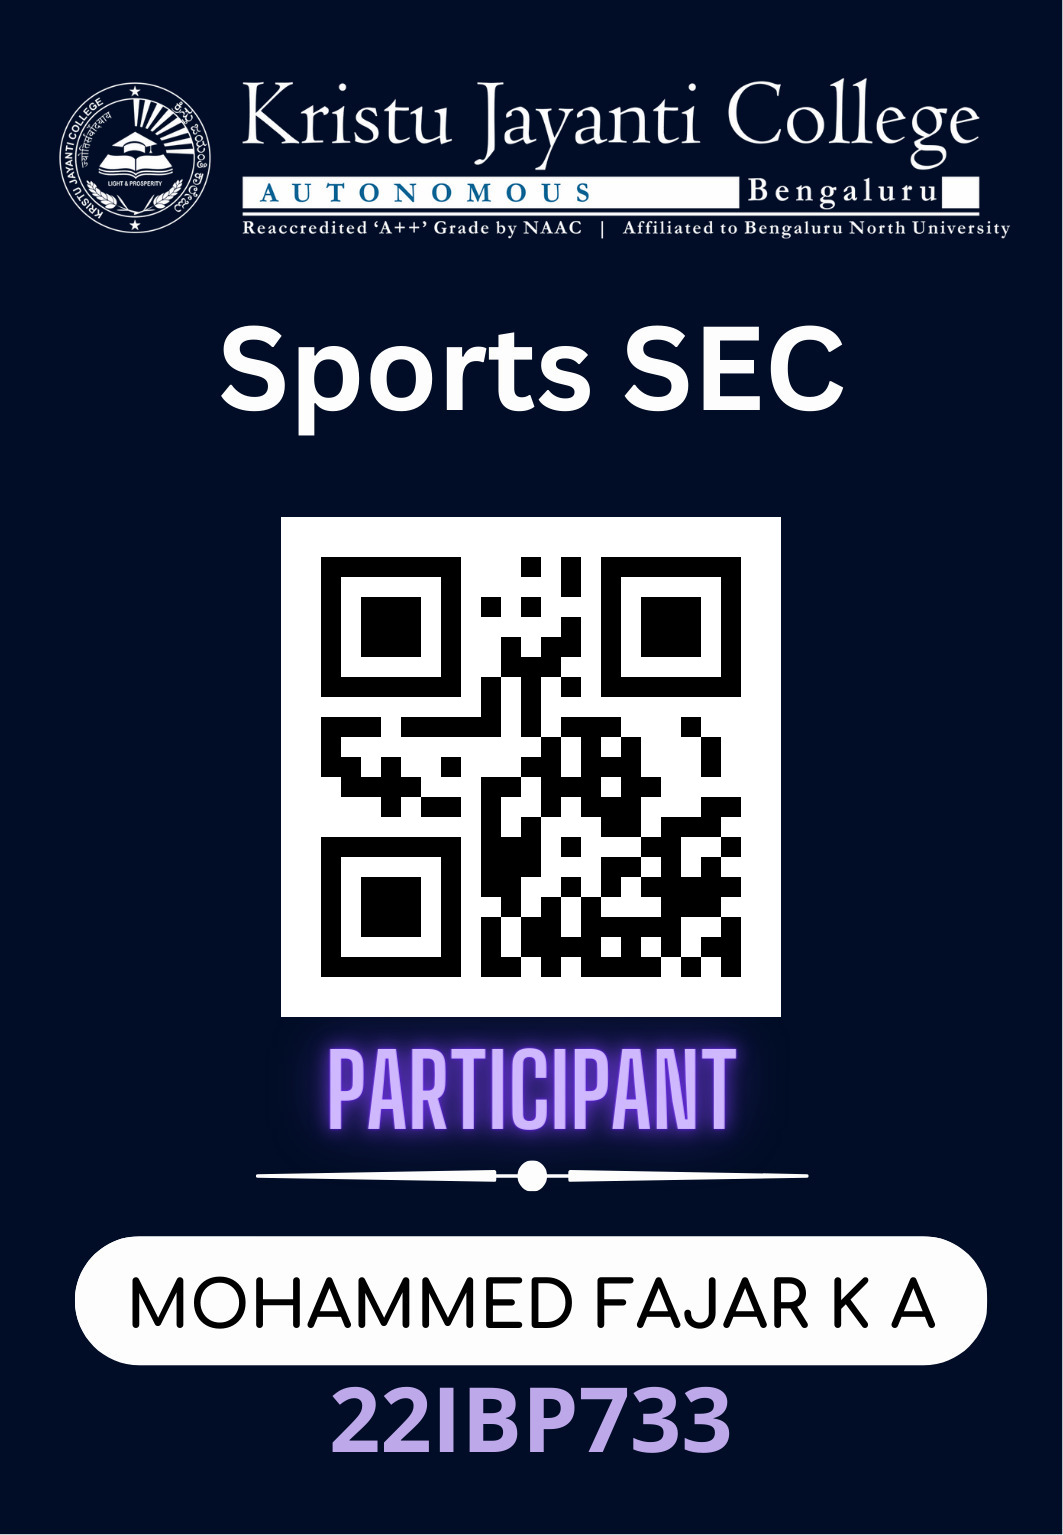 Kristu Jayanti College
AUTONOMOUS Bengaluru
Reaccredited ‘A++’ Grade by NAAC | Affiliated to Bengaluru North University
KRISTU JAYANTI COLLEGE
LIGHT & PROSPERITY
Sports SEC
PARTICIPANT
MOHAMMED FAJAR K A
22IBP733